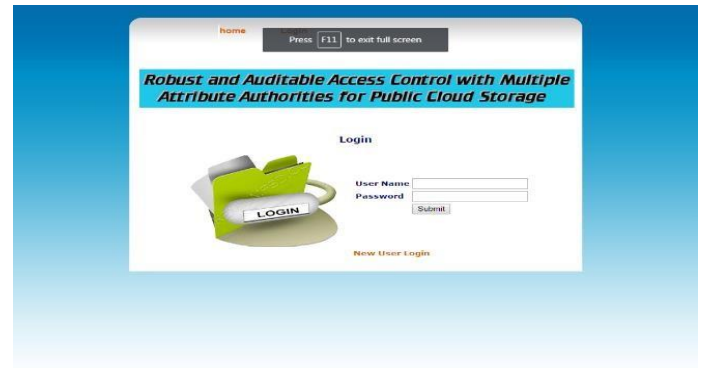 home
Press F11 to exit full screen
Robust and Auditable Access Control with Multiple
Attribute Authorities for Public Cloud Storage
Login
User Name
Password
LOGIN
Submit
New User Login